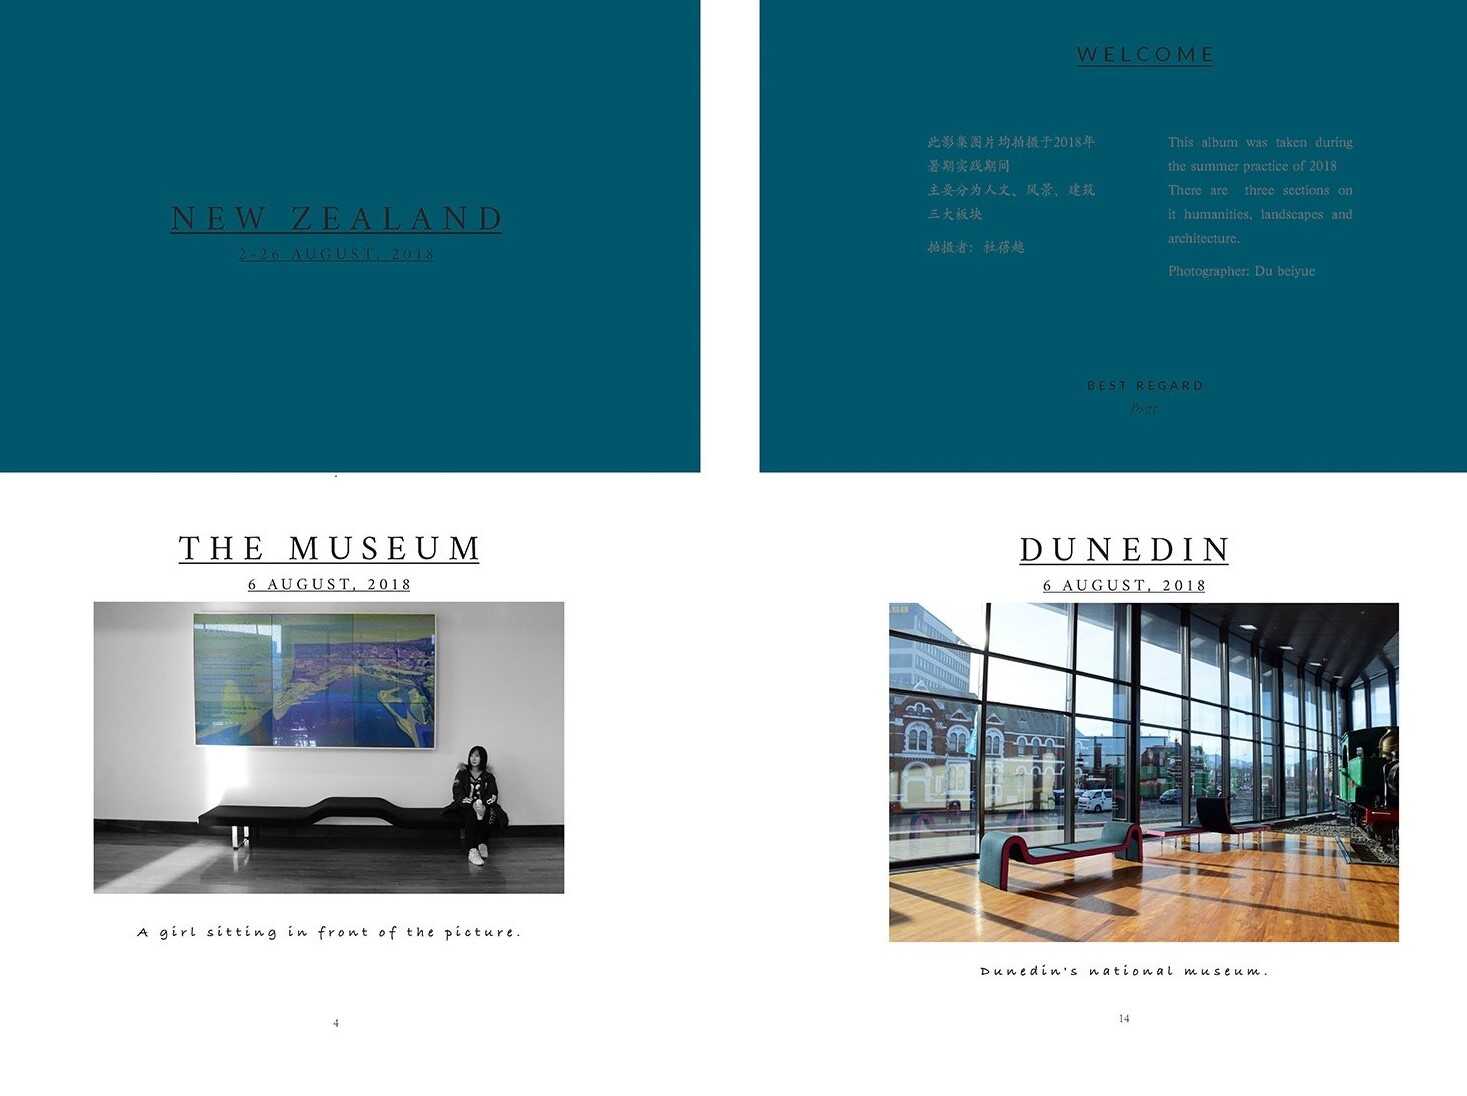 NEW ZEALAND
2-26 AUGUST, 2018
WELCOME
此影集图片均拍摄于2018年
暑期实践期间
主要分为人文、风景、建筑
三大板块
拍摄者：杜蓓越
This album was taken during
the summer practice of 2018
There are three sections on
it humanities, landscapes and
architecture.
Photographer: Du beiyue
BEST REGARD
THE MUSEUM
6 AUGUST, 2018
A girl sitting in front of the picture.
4
DUNEDIN
6 AUGUST, 2018
Dunedin's national museum.
14